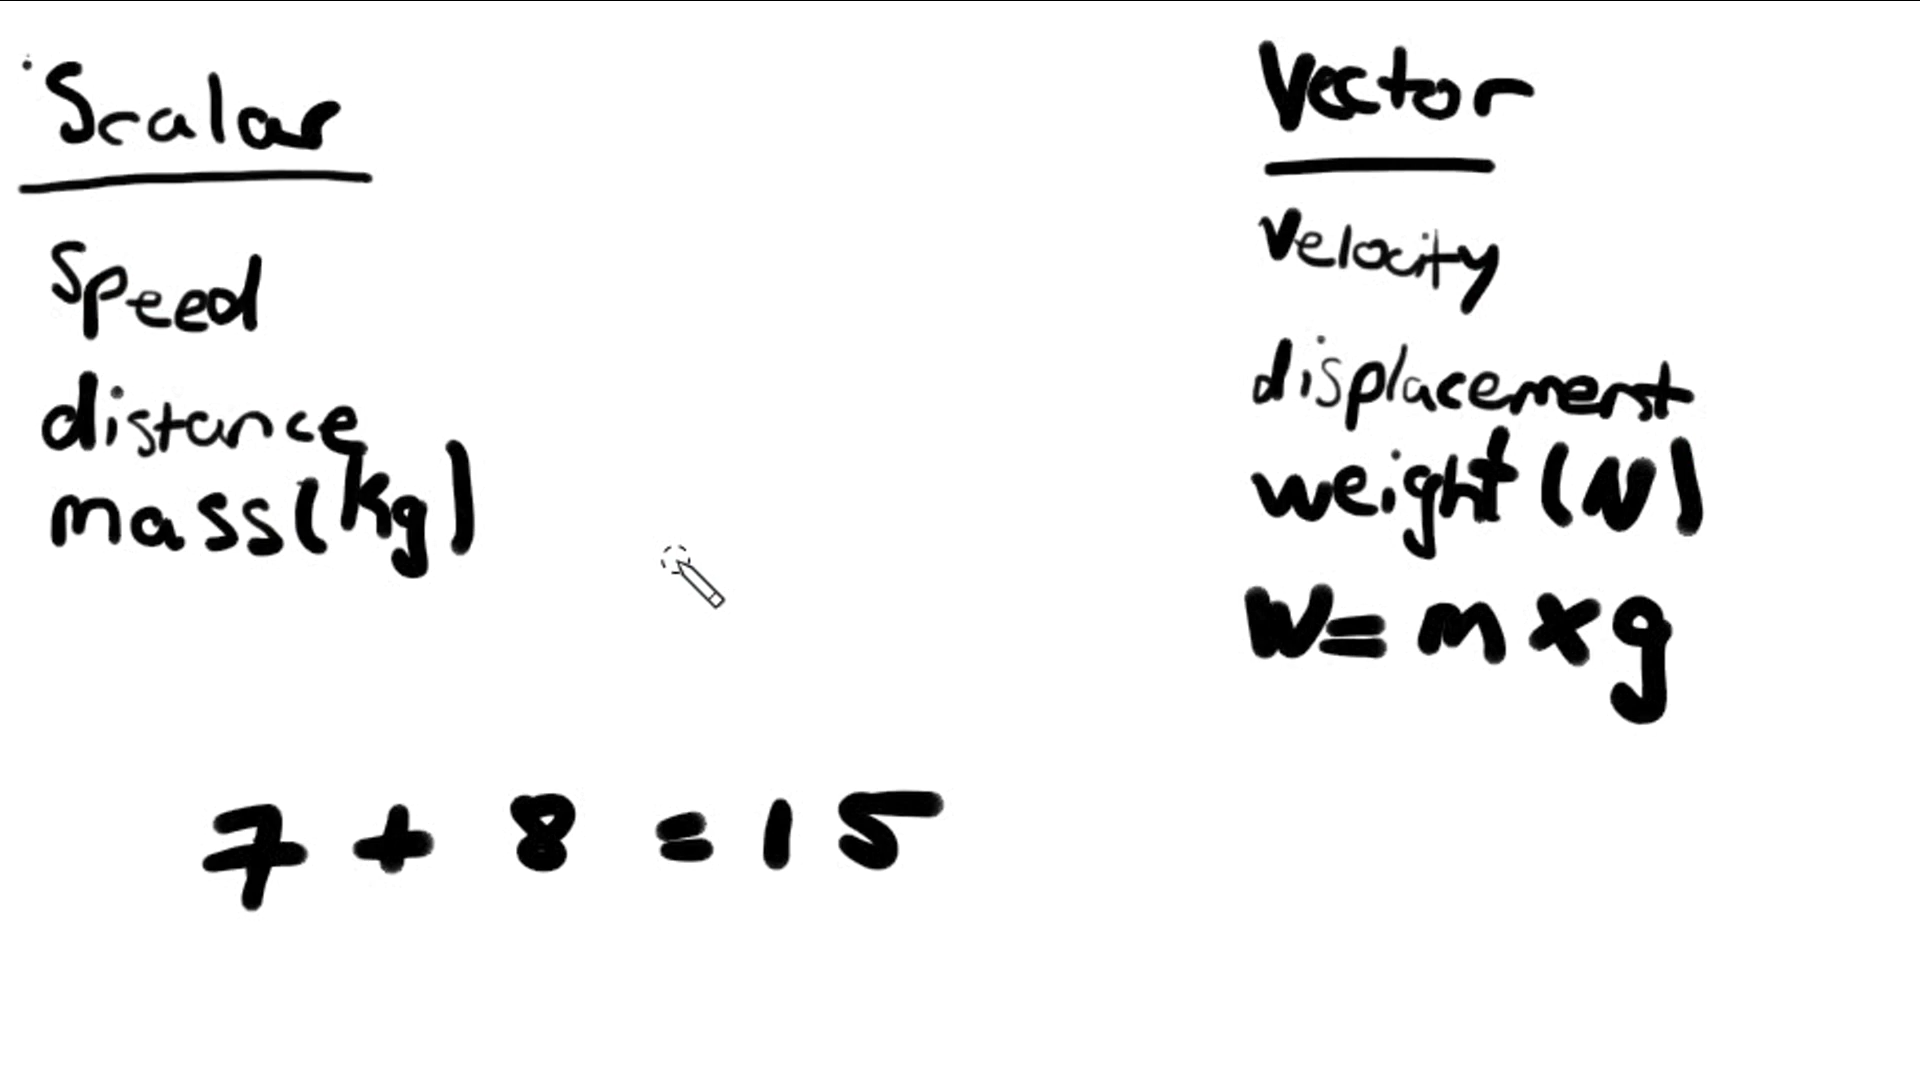 Scalar
Speed
distance
mass (kg)
Vector
Velocity
displacement
weight (N)
W = m × g
7 + 8 = 15